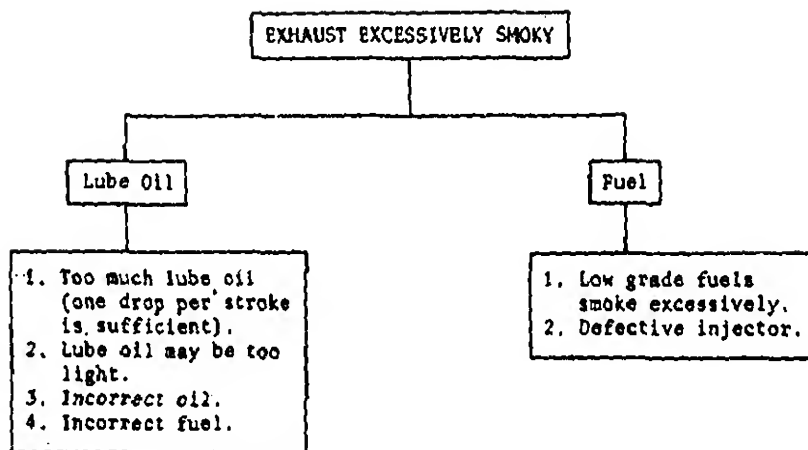 EXHAUST EXCESSIVELY SMOKY
Lube Oil
Fuel
1. Too much lube oil
(one drop per stroke
is sufficient).
2. Lube oil may be too
light.
3. Incorrect oil.
4. Incorrect fuel.
1. Low grade fuels
smoke excessively.
2. Defective injector.